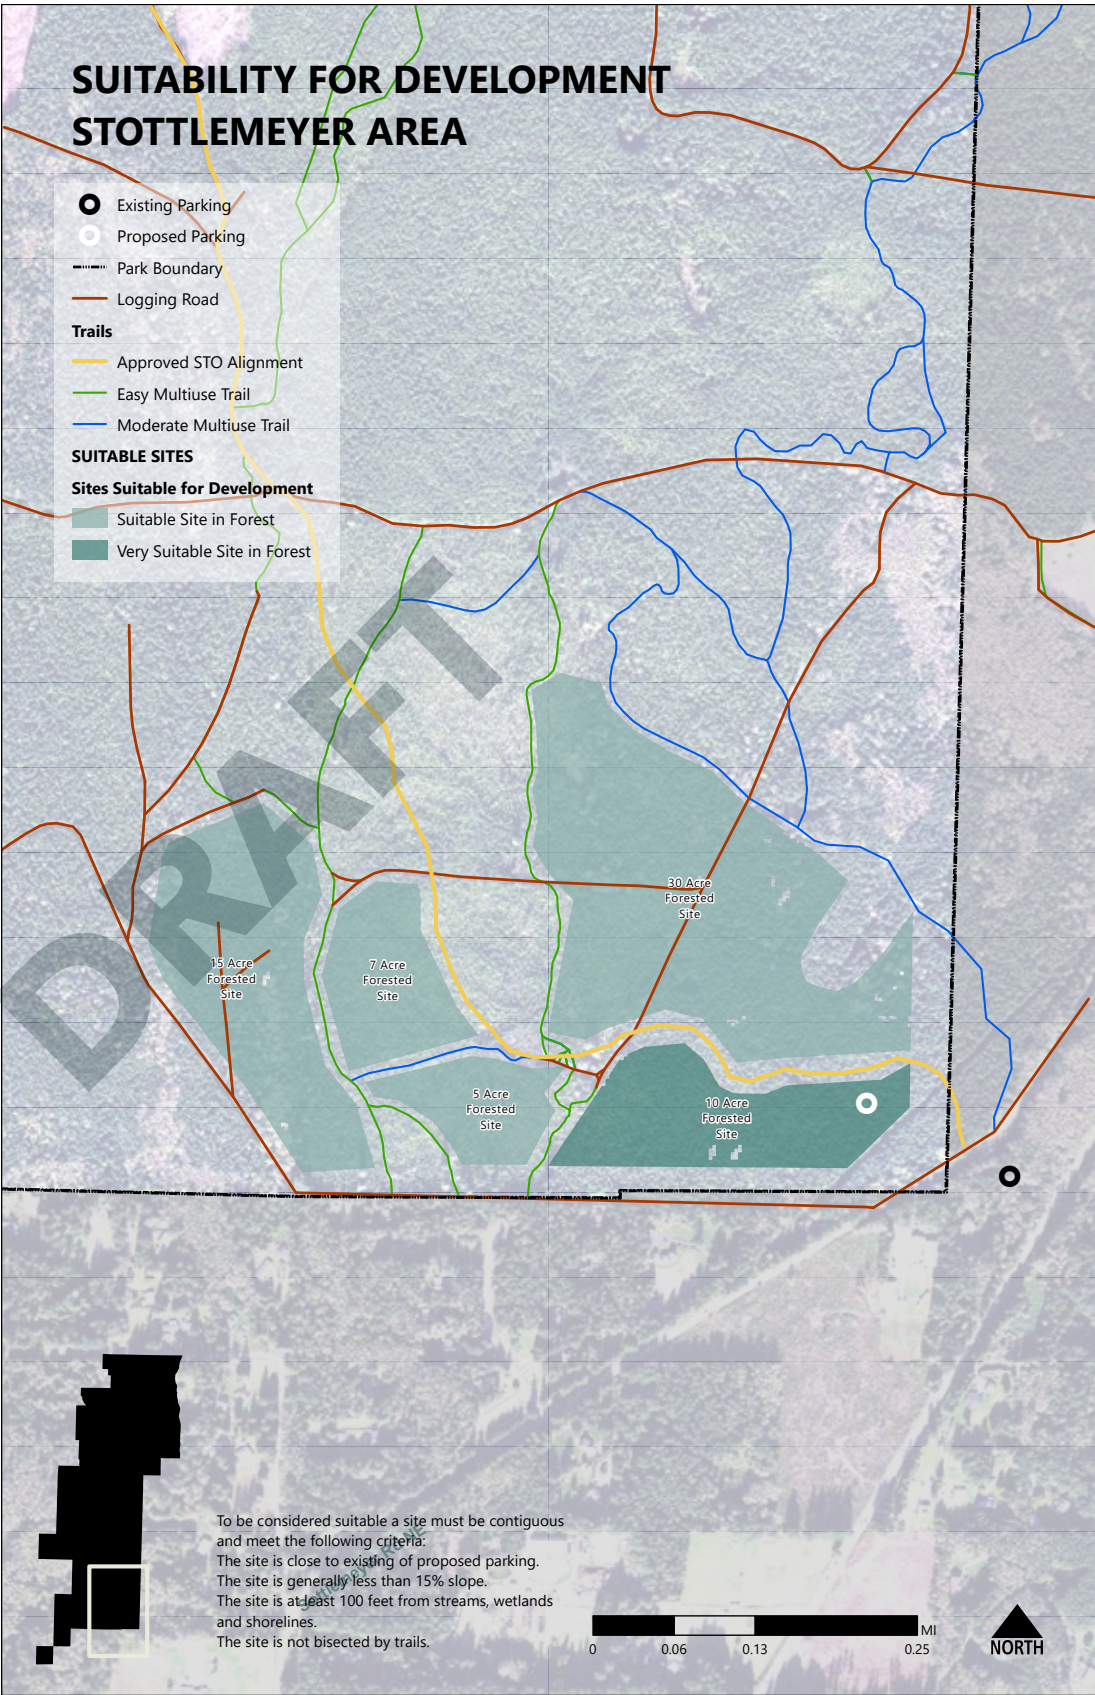 SUITABILITY FOR DEVELOPMENT
STOTTLEMEYER AREA
Existing Parking
Proposed Parking
Park Boundary
Logging Road
Trails
Approved STO Alignment
Easy Multiuse Trail
Moderate Multiuse Trail
SUITABLE SITES
Sites Suitable for Development
Suitable Site in Forest
Very Suitable Site in Forest
DRAFT
30 Acre
Forested
Site
15 Acre
Forested
Site
7 Acre
Forested
Site
5 Acre
Forested
Site
10 Acre
Forested
Site
To be considered suitable a site must be contiguous
and meet the following criteria:
The site is close to existing of proposed parking.
The site is generally less than 15% slope.
The site is at least 100 feet from streams, wetlands
and shorelines.
The site is not bisected by trails.
NE
MI
0
0.06
0.13
0.25
NORTH